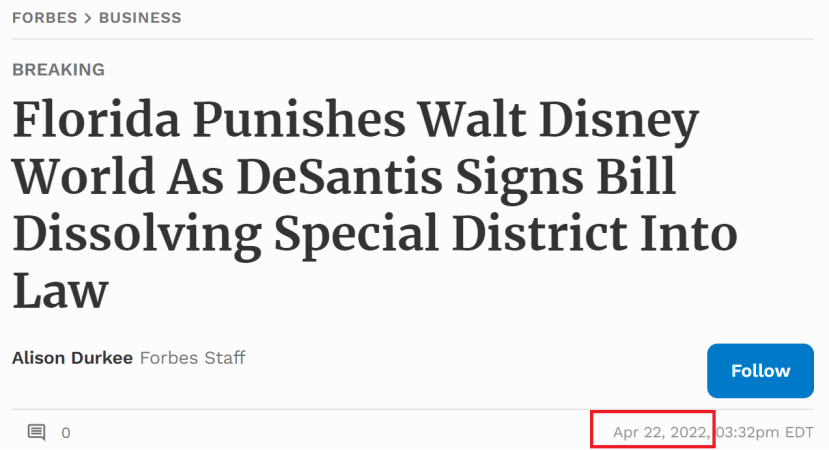 FORBES > BUSINESS
BREAKING
Florida Punishes Walt Disney
World As DeSantis Signs Bill
Dissolving Special District Into
Law
Alison Durkee Forbes Staff
Follow
0
Apr 22, 2022, 03:32pm EDT